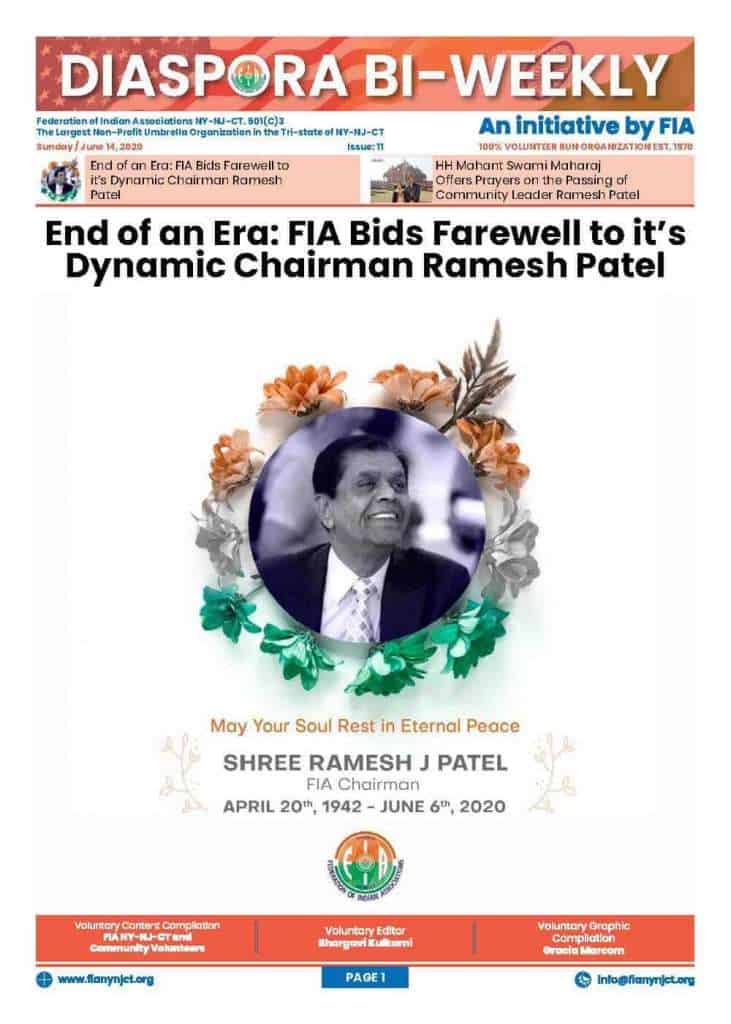 DIASPORA BI-WEEKLY
Federation of Indian Associations NY-NJ-CT. 501(C)3
The Largest Non-Profit Umbrella Organization in the Tri-state of NY-NJ-CT
An initiative by FIA
Sunday / June 14, 2020
Issue: 11
100% VOLUNTEER RUN ORGANIZATION EST. 1970
End of an Era: FIA Bids Farewell to
it's Dynamic Chairman Ramesh
Patel
HH Mahant Swami Maharaj
Offers Prayers on the Passing of
Community Leader Ramesh Patel
End of an Era: FIA Bids Farewell to it's
Dynamic Chairman Ramesh Patel
May Your Soul Rest in Eternal Peace
SHREE RAMESH J PATEL
FIA Chairman
APRIL 20th, 1942 - JUNE 6th, 2020
FIA
FEDERATION OF INDIAN ASSOCIATIONS
Voluntary Content Compilation
FIA NY-NJ-CT and
Community Volunteers
Voluntary Editor
Bhargavi Kulkarni
Voluntary Graphic
Compilation
Gracia Marcom
www.fianynjct.org
PAGE 1
info@fianynjct.org